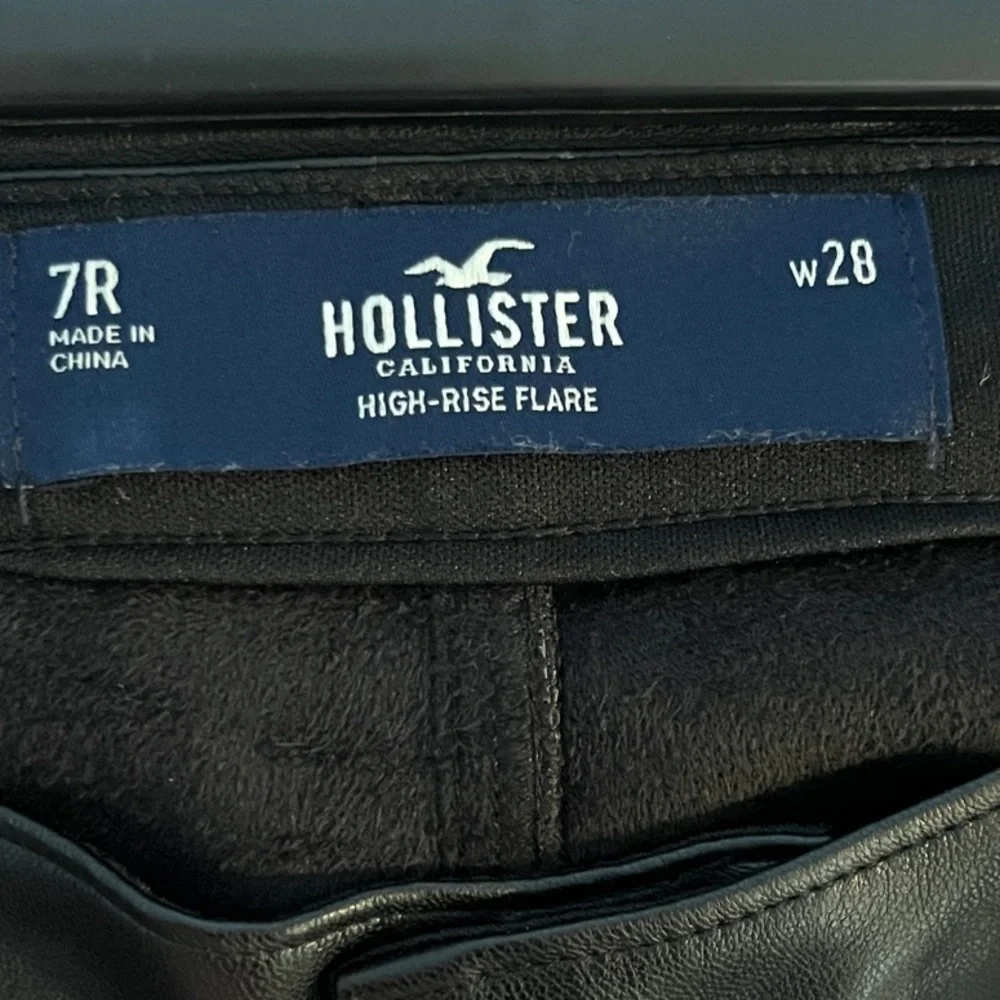 7R
MADE IN
CHINA
HOLLISTER
CALIFORNIA
HIGH-RISE FLARE
w28